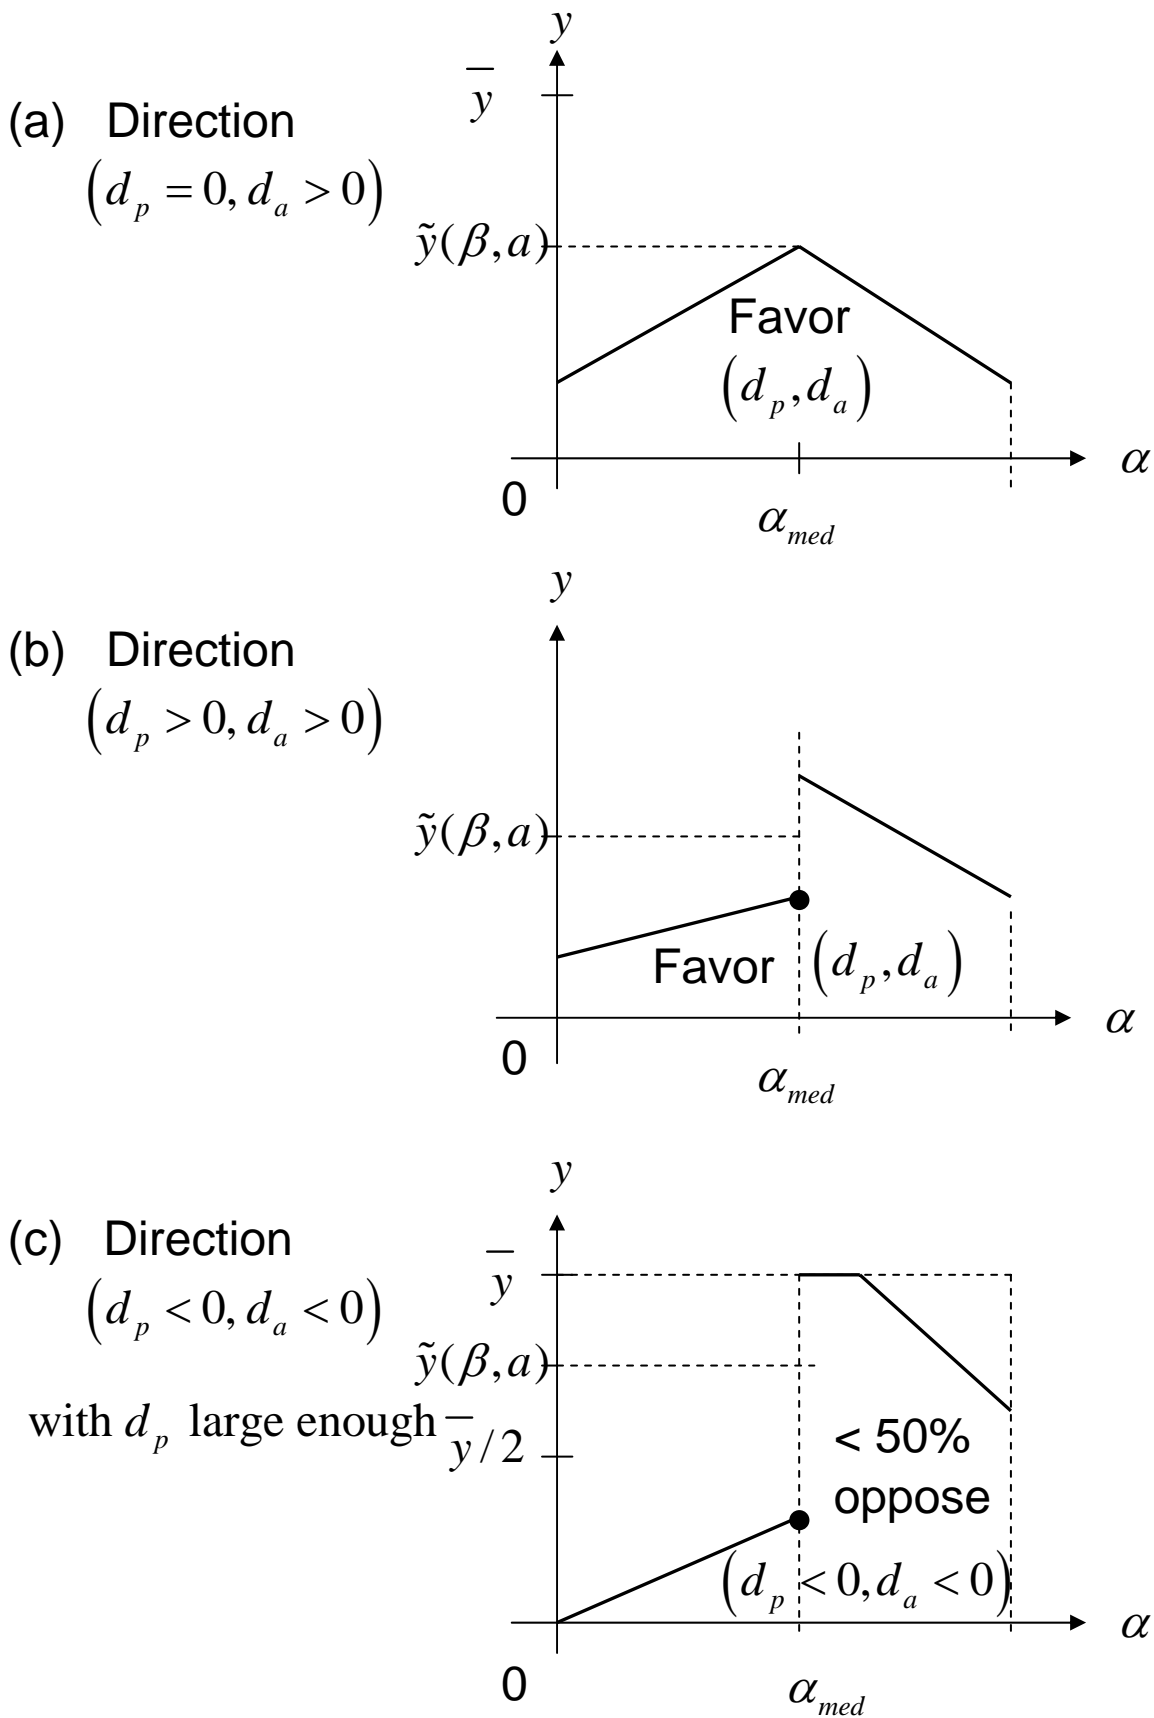 y
y̅
(a) Direction
(d_p = 0, d_a > 0)
ỹ(β,a)
Favor
(d_p, d_a)
α
0
α_med
y
(b) Direction
(d_p > 0, d_a > 0)
ỹ(β,a)
Favor (d_p, d_a)
α
0
α_med
y
(c) Direction
y̅
(d_p < 0, d_a < 0)
ỹ(β,a)
with d_p large enough
y̅/2
< 50%
oppose
(d_p < 0, d_a < 0)
α
0
α_med